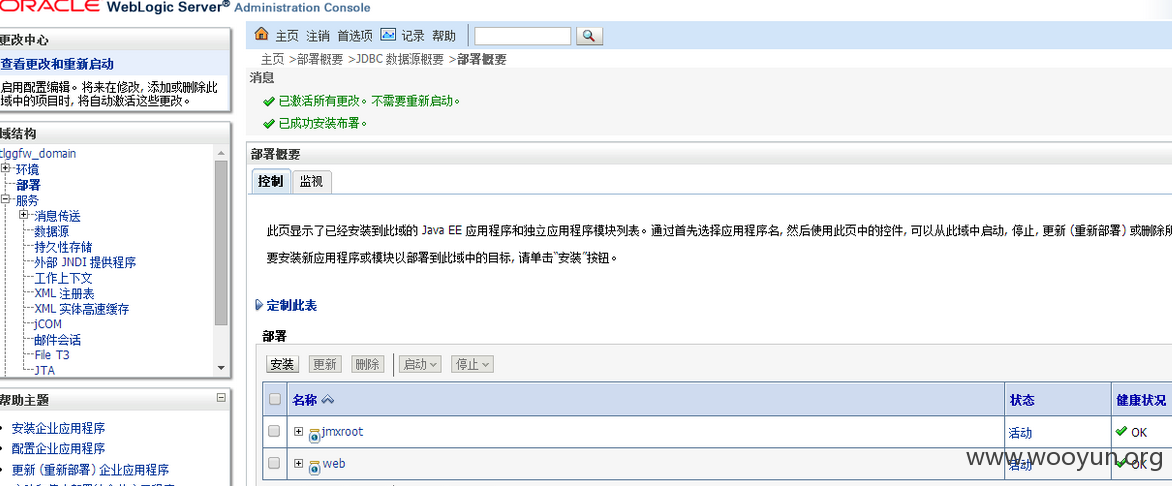 ORACLE WebLogic Server® Administration Console
更改中心
查看更改和重新启动
启用配置编辑。将来在修改, 添加或删除此
域中的项目时, 将自动激活这些更改。
域结构
tlggfw_domain
环境
部署
服务
消息传送
数据源
持久性存储
外部 JNDI 提供程序
工作上下文
XML 注册表
XML 实体高速缓存
jCOM
邮件会话
File T3
JTA
帮助主题
安装企业应用程序
配置企业应用程序
更新 (重新部署) 企业应用程序
主页 注销 首选项 记录 帮助
主页 >部署概要 >JDBC 数据源概要 >部署概要
消息
已激活所有更改。不需要重新启动。
已成功安装布署。
部署概要
控制 监视
此页显示了已经安装到此域的 Java EE 应用程序和独立应用程序模块列表。通过首先选择应用程序名, 然后使用此页中的控件, 可以从此域中启动, 停止, 更新 (重新部署) 或删除
要安装新应用程序或模块以部署到此域中的目标, 请单击“安装”按钮。
定制此表
部署
安装 更新 删除 启动 停止
名称 状态 健康状况
jmxroot 活动 OK
web 活动 OK
www.wooyun.org